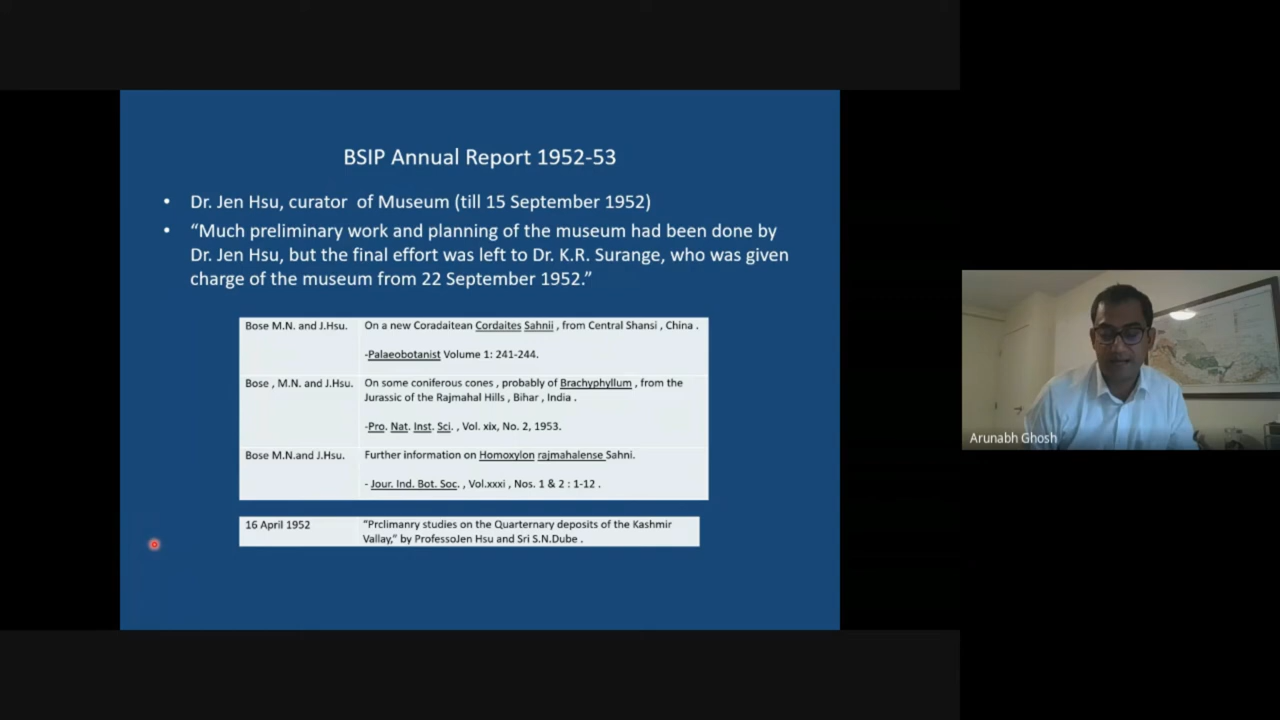 BSIP Annual Report 1952-53
• Dr. Jen Hsu, curator of Museum (till 15 September 1952)
• “Much preliminary work and planning of the museum had been done by
Dr. Jen Hsu, but the final effort was left to Dr. K.R. Surange, who was given
charge of the museum from 22 September 1952.”
Bose M.N. and J.Hsu. On a new Coradaitean Cordaites Sahnii , from Central Shansi , China .
-Palaeobotanist Volume 1: 241-244.
Bose , M.N. and J.Hsu. On some coniferous cones , probably of Brachyphyllum , from the
Jurassic of the Rajmahal Hills , Bihar , India .
-Pro. Nat. Inst. Sci. , Vol. xix, No. 2, 1953.
Bose M.N.and J.Hsu. Further information on Homoxylon rajmahalense Sahni.
- Jour. Ind. Bot. Soc. , Vol.xxxi , Nos. 1 & 2 : 1-12 .
16 April 1952 “Prclimanry studies on the Quarternary deposits of the Kashmir
Vallay,” by ProfessoJen Hsu and Sri S.N.Dube .
Arunabh Ghosh